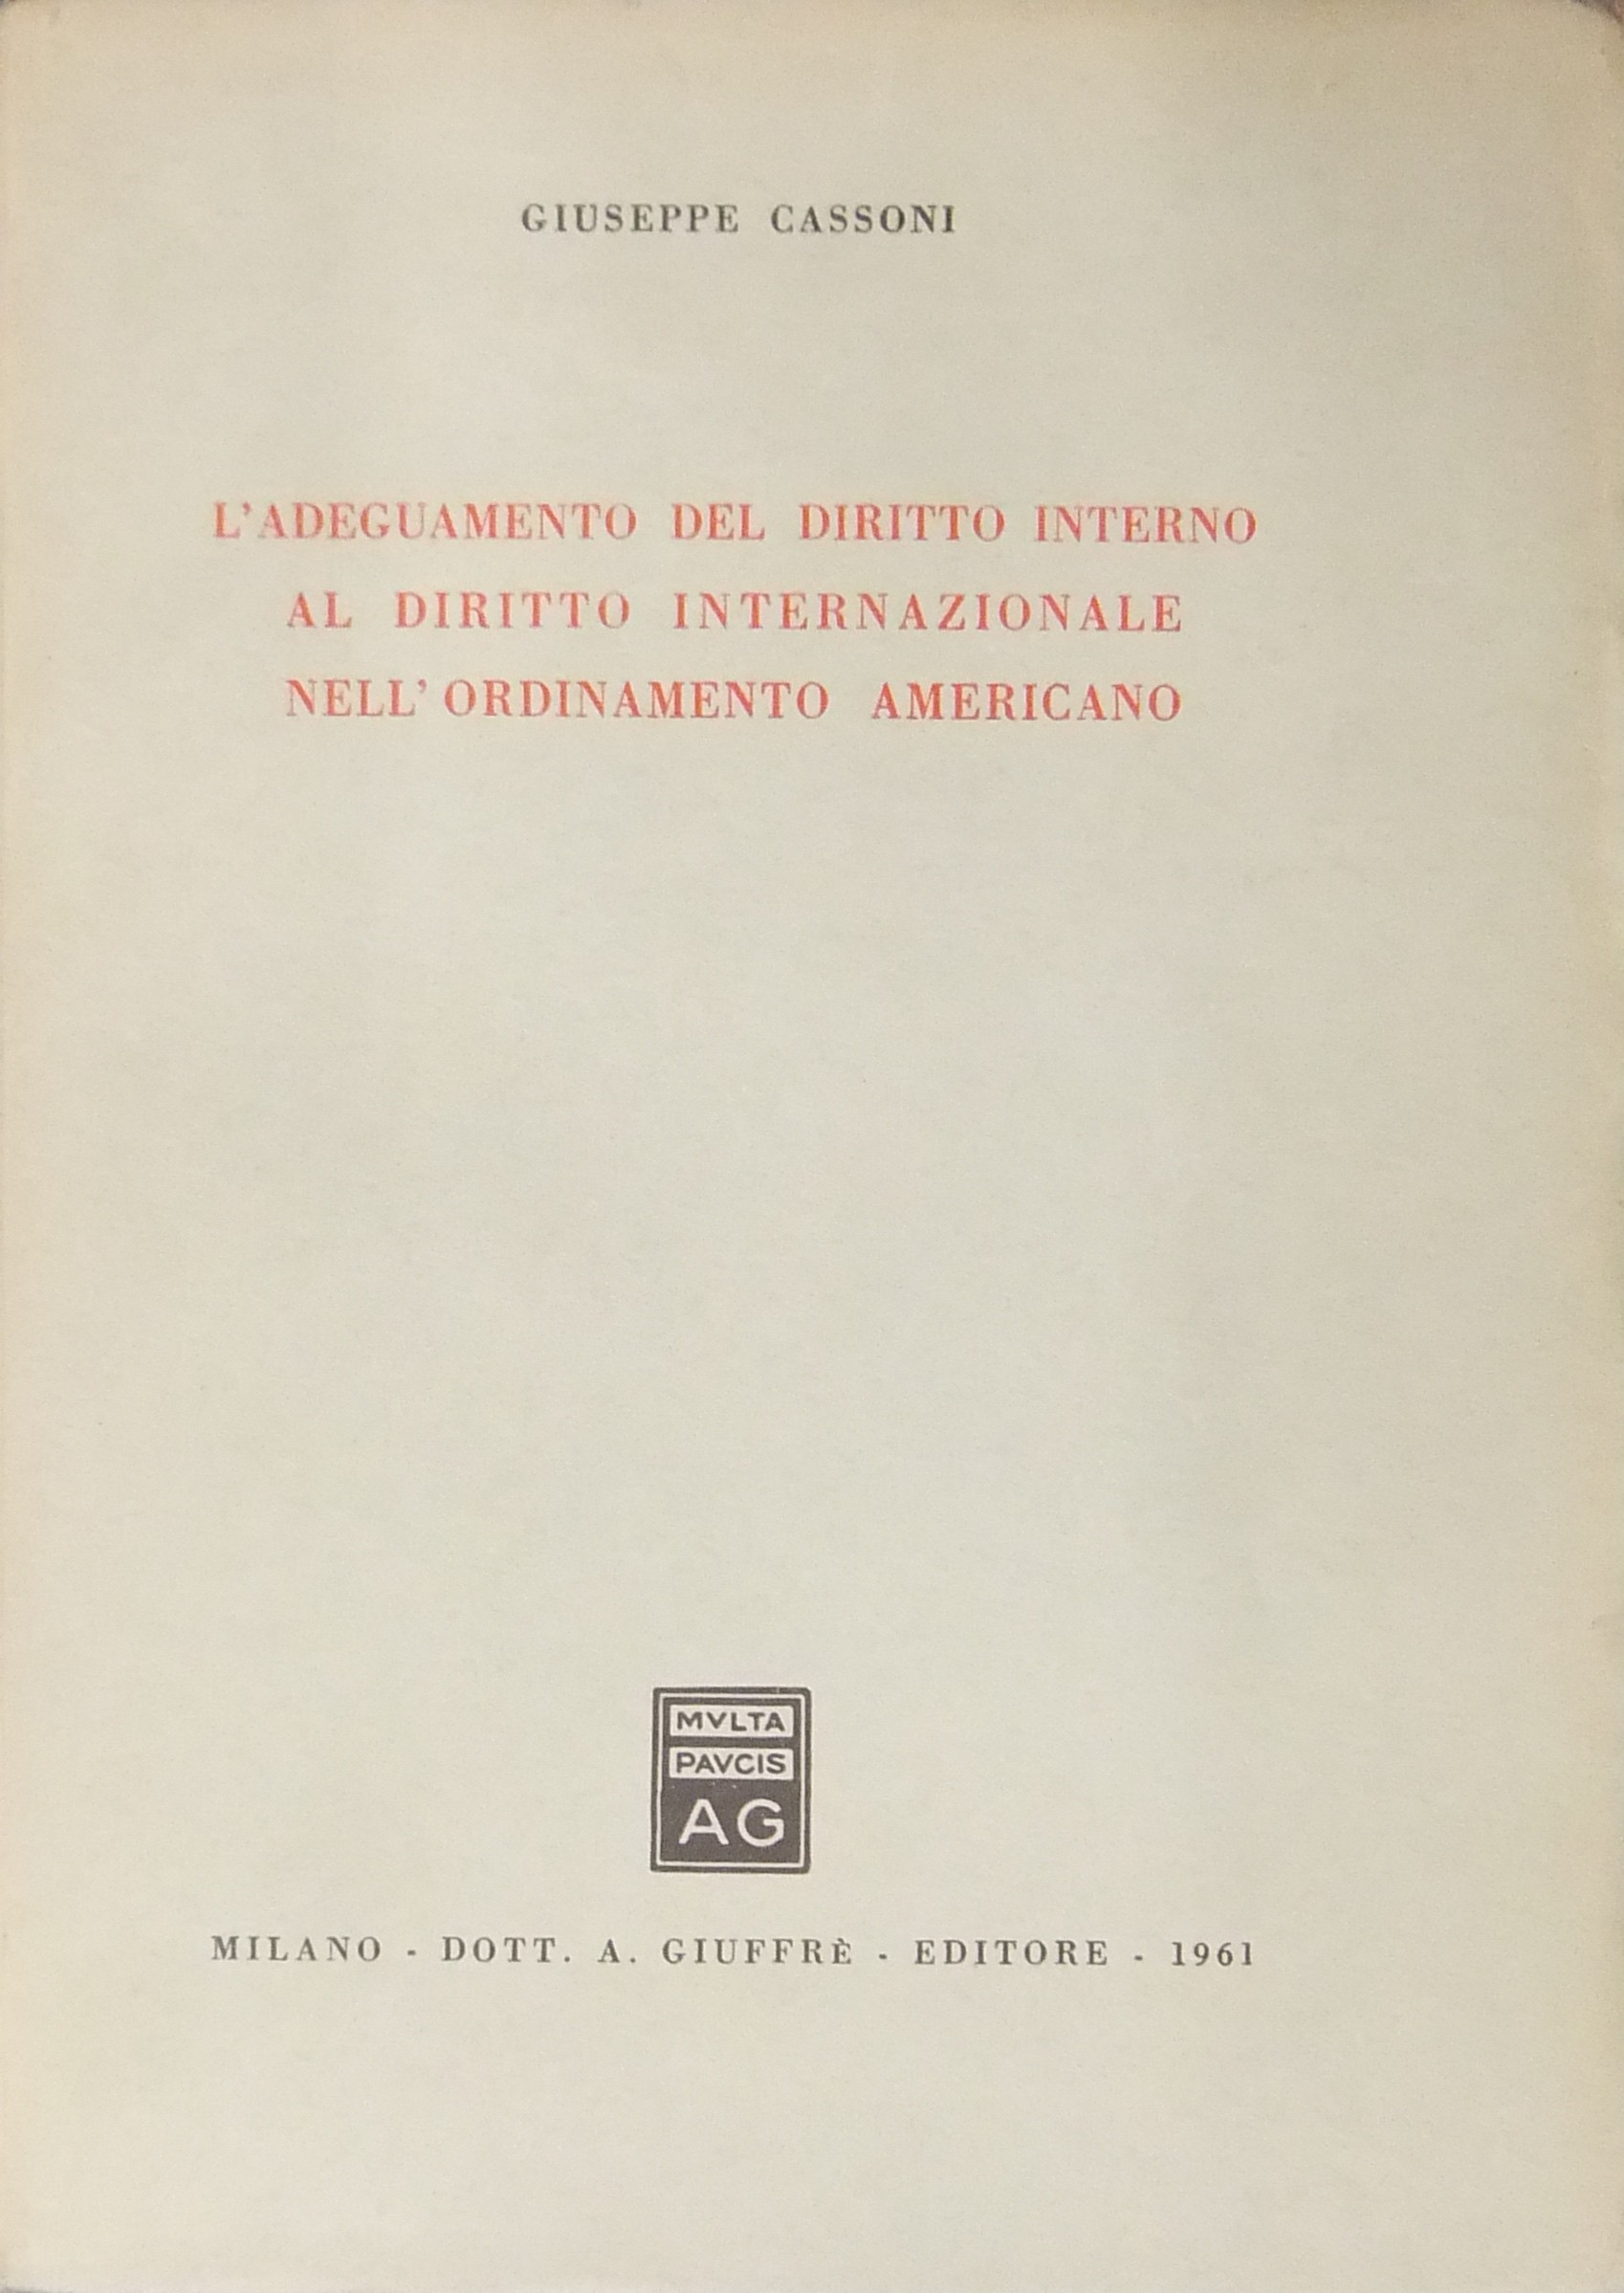 GIUSEPPE CASSONI
L'ADEGUAMENTO DEL DIRITTO INTERNO
AL DIRITTO INTERNAZIONALE
NELL'ORDINAMENTO AMERICANO
MVLTA
PAVCIS
AG
MILANO - DOTT. A. GIUFFRÈ - EDITORE - 1961